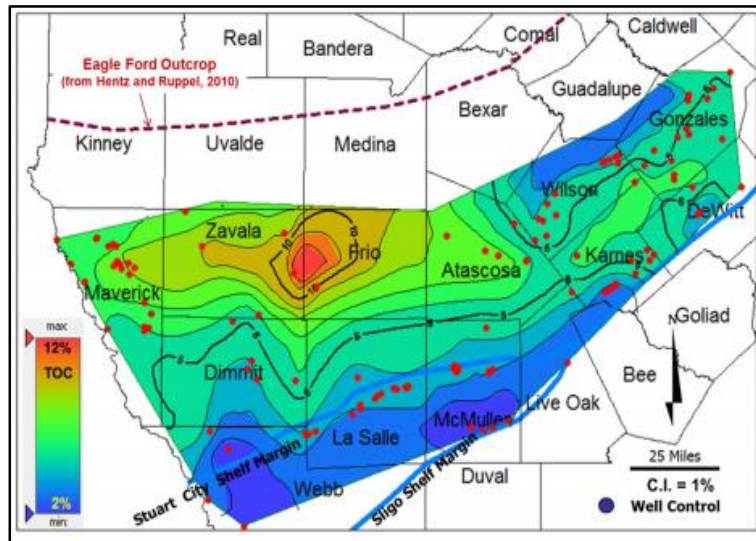 Real
Bandera
Comal
Caldwell
Eagle Ford Outcrop
(from Hentz and Ruppel, 2010)
Guadalupe
Bexar
Gonzales
Kinney
Uvalde
Medina
Wilson
DeWitt
Zavala
Frio
10
10
Atascosa
Karnes
Maverick
Goliad
N
max
12%
TOC
2%
min:
Dimmit
Bee
Live Oak
McMullen
La Salle
25 Miles
C.I. = 1%
Well Control
Stuart City Shelf Margin
Webb
Sligo Shelf Margin
Duval